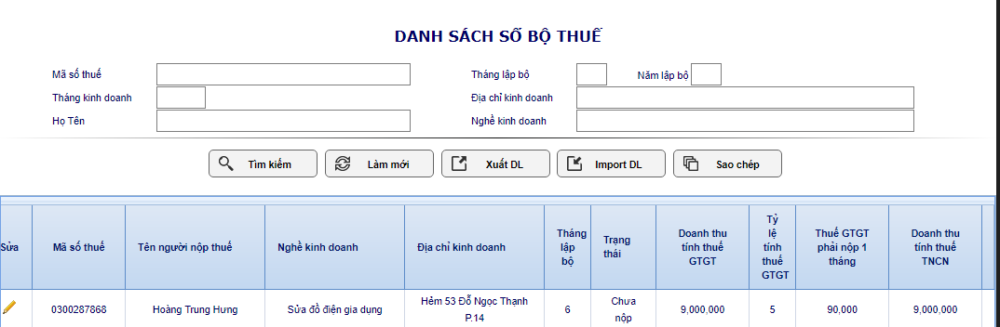 DANH SÁCH SỔ BỘ THUẾ
Mã số thuế
Tháng lập bộ
Năm lập bộ
Tháng kinh doanh
Địa chỉ kinh doanh
Họ Tên
Nghề kinh doanh
Tìm kiếm
Làm mới
Xuất DL
Import DL
Sao chép
Sửa
Mã số thuế
Tên người nộp thuế
Nghề kinh doanh
Địa chỉ kinh doanh
Tháng
lập
bộ
Trạng
thái
Doanh thu
tính thuế
GTGT
Tỷ
lệ
tính
thuế
GTGT
Thuế GTGT
phải nộp 1
tháng
Doanh thu
tính thuế
TNCN
0300287868
Hoàng Trung Hưng
Sửa đồ điện gia dụng
Hẻm 53 Đỗ Ngọc Thạnh
P.14
6
Chưa
nộp
9,000,000
5
90,000
9,000,000